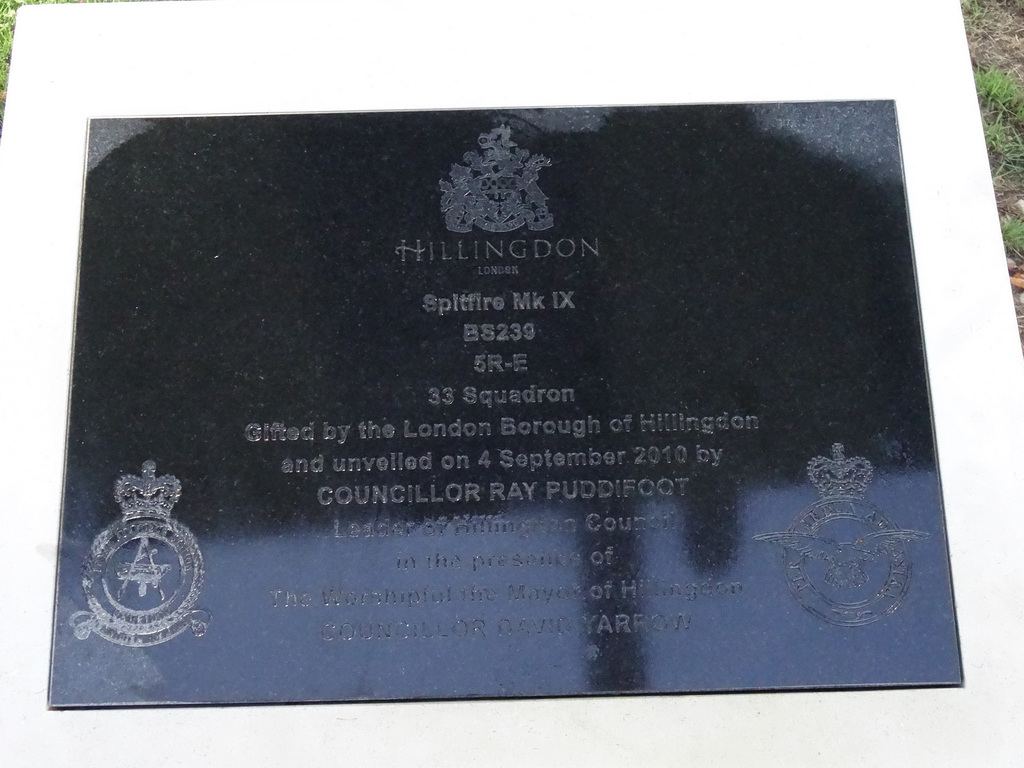 HILLINGDON
LONDON
Spitfire Mk IX
BS239
5R-E
33 Squadron
Gifted by the London Borough of Hillingdon
and unveiled on 4 September 2010 by
COUNCILLOR RAY PUDDIFOOT
Leader of Hillingdon Council
in the presence of
The Worshipful the Mayor of Hillingdon
COUNCILLOR DAVID YARROW